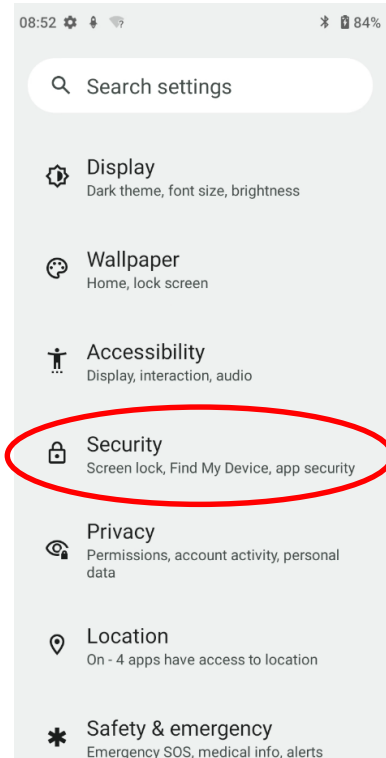 08:52 84%
Search settings
Display
Dark theme, font size, brightness
Wallpaper
Home, lock screen
Accessibility
Display, interaction, audio
Security
Screen lock, Find My Device, app security
Privacy
Permissions, account activity, personal
data
Location
On - 4 apps have access to location
Safety & emergency
Emergency SOS, medical info, alerts